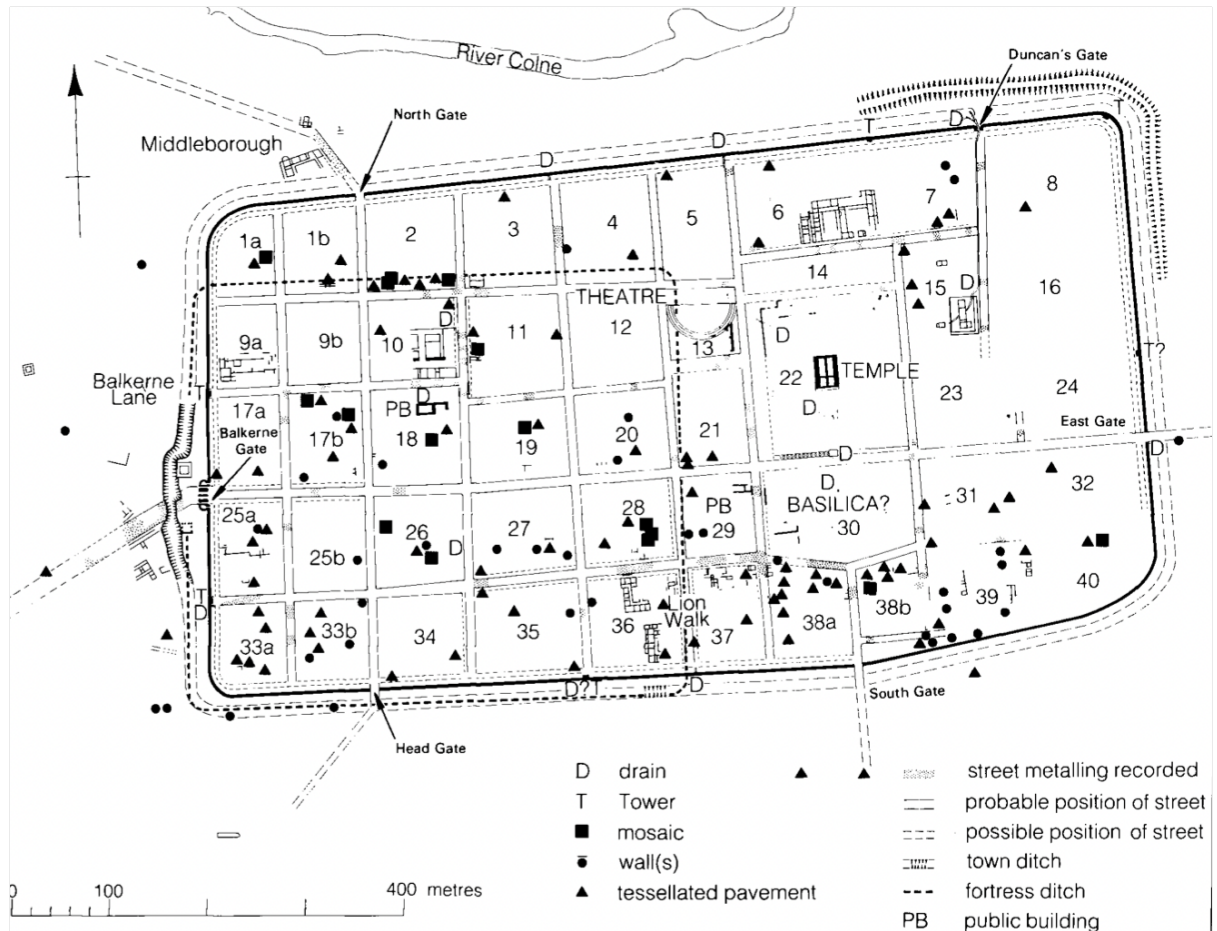 River Colne
Duncan's Gate
North Gate
Middleborough
D
T
D
D
T
1a
1b
2
3
4
5
6
7
8
THEATRE
14
15
D
16
9a
9b
10
D
11
12
13
D
T?
Balkerne
Lane
T
17a
Balkerne
Gate
17b
D
PB
18
19
20
21
22
TEMPLE
D
23
24
East Gate
D
D
25a
25b
26
D
27
28
PB
29
D
BASILICA?
30
31
32
T
D
33a
33b
34
35
36
Lion
Walk
37
38a
38b
39
40
D?T
D
South Gate
Head Gate
D drain
T Tower
mosaic
wall(s)
tessellated pavement
street metalling recorded
probable position of street
possible position of street
town ditch
fortress ditch
PB public building
0 100 400 metres